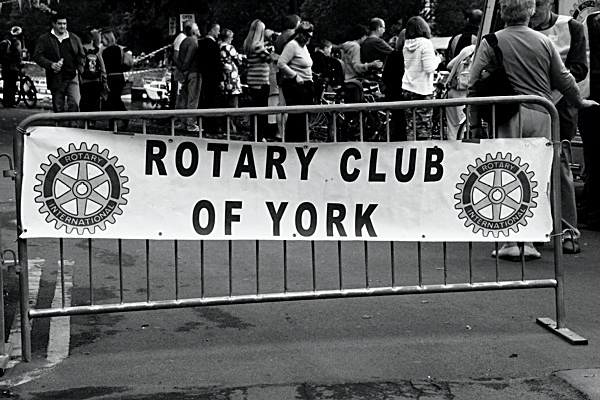 ROTARY CLUB
OF YORK
ROTARY
INTERNATIONAL
ROTARY
INTERNATIONAL